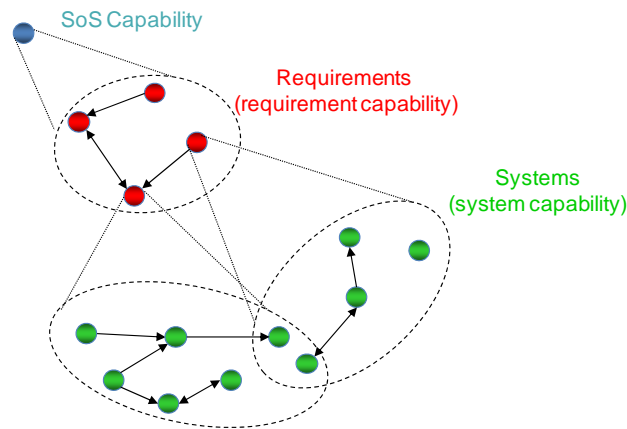 SoS Capability
Requirements
(requirement capability)
Systems
(system capability)